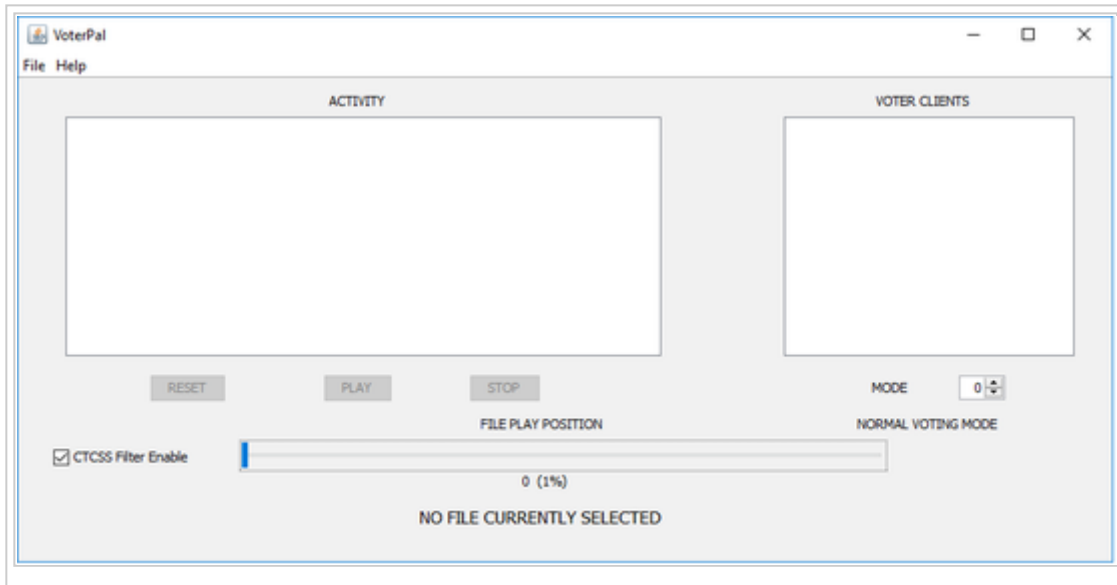 VoterPal
File Help
ACTIVITY VOTER CLIENTS
RESET PLAY STOP MODE 0
FILE PLAY POSITION NORMAL VOTING MODE
CTCSS Filter Enable
0 (1%)
NO FILE CURRENTLY SELECTED